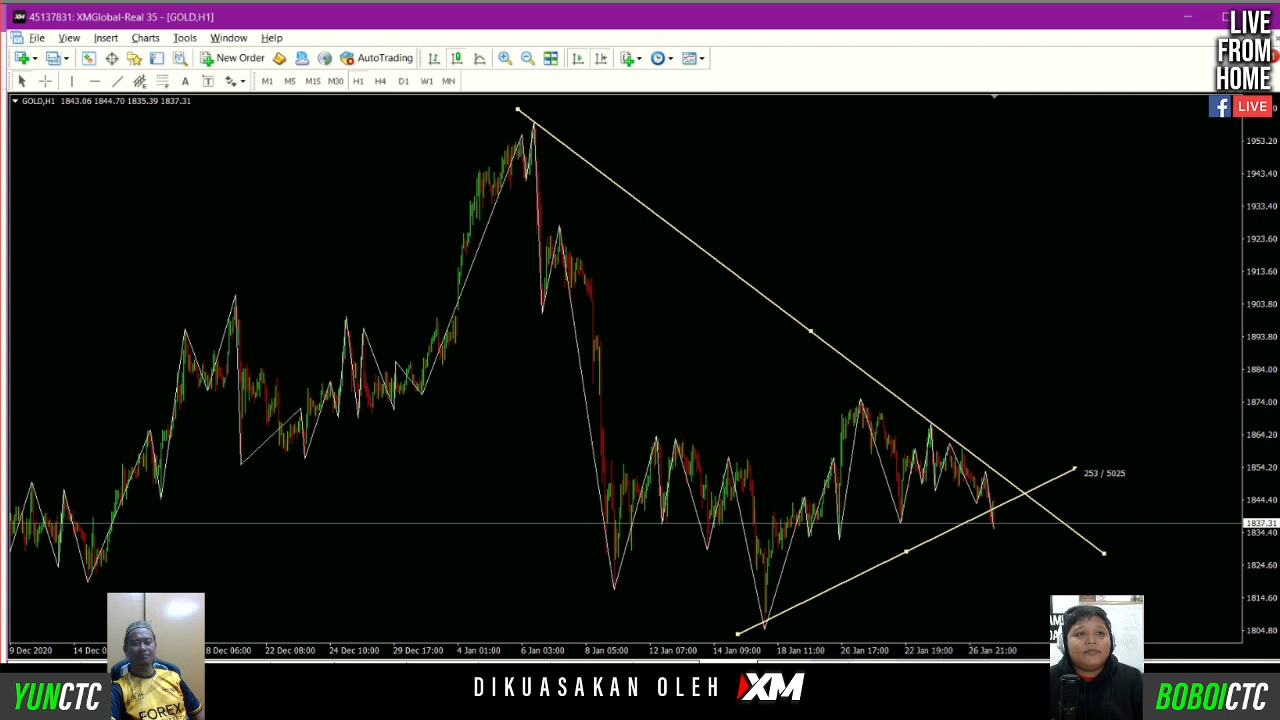 45137831: XMGlobal-Real 35 - [GOLD,H1]
LIVE
FROM
HOME
f LIVE
File View Insert Charts Tools Window Help
New Order AutoTrading
A T M1 M5 M15 M30 H1 H4 D1 W1 MN
GOLD,H1 1843.06 1844.70 1835.39 1837.31
1953.20
1943.40
1933.40
1923.60
1913.60
1903.80
1893.80
1884.00
1874.00
1864.20
1854.20
253 / 5025
1844.40
1837.31
1834.40
1824.60
1814.60
1804.80
9 Dec 2020 14 De 8 Dec 06:00 22 Dec 08:00 24 Dec 10:00 29 Dec 17:00 4 Jan 01:00 6 Jan 03:00 8 Jan 05:00 12 Jan 07:00 14 Jan 09:00 18 Jan 11:00 20 Jan 17:00 22 Jan 19:00 26 Jan 21:00
FOREX
YUNCTC
DIKUASAKAN OLEH XM
BOBOICTC